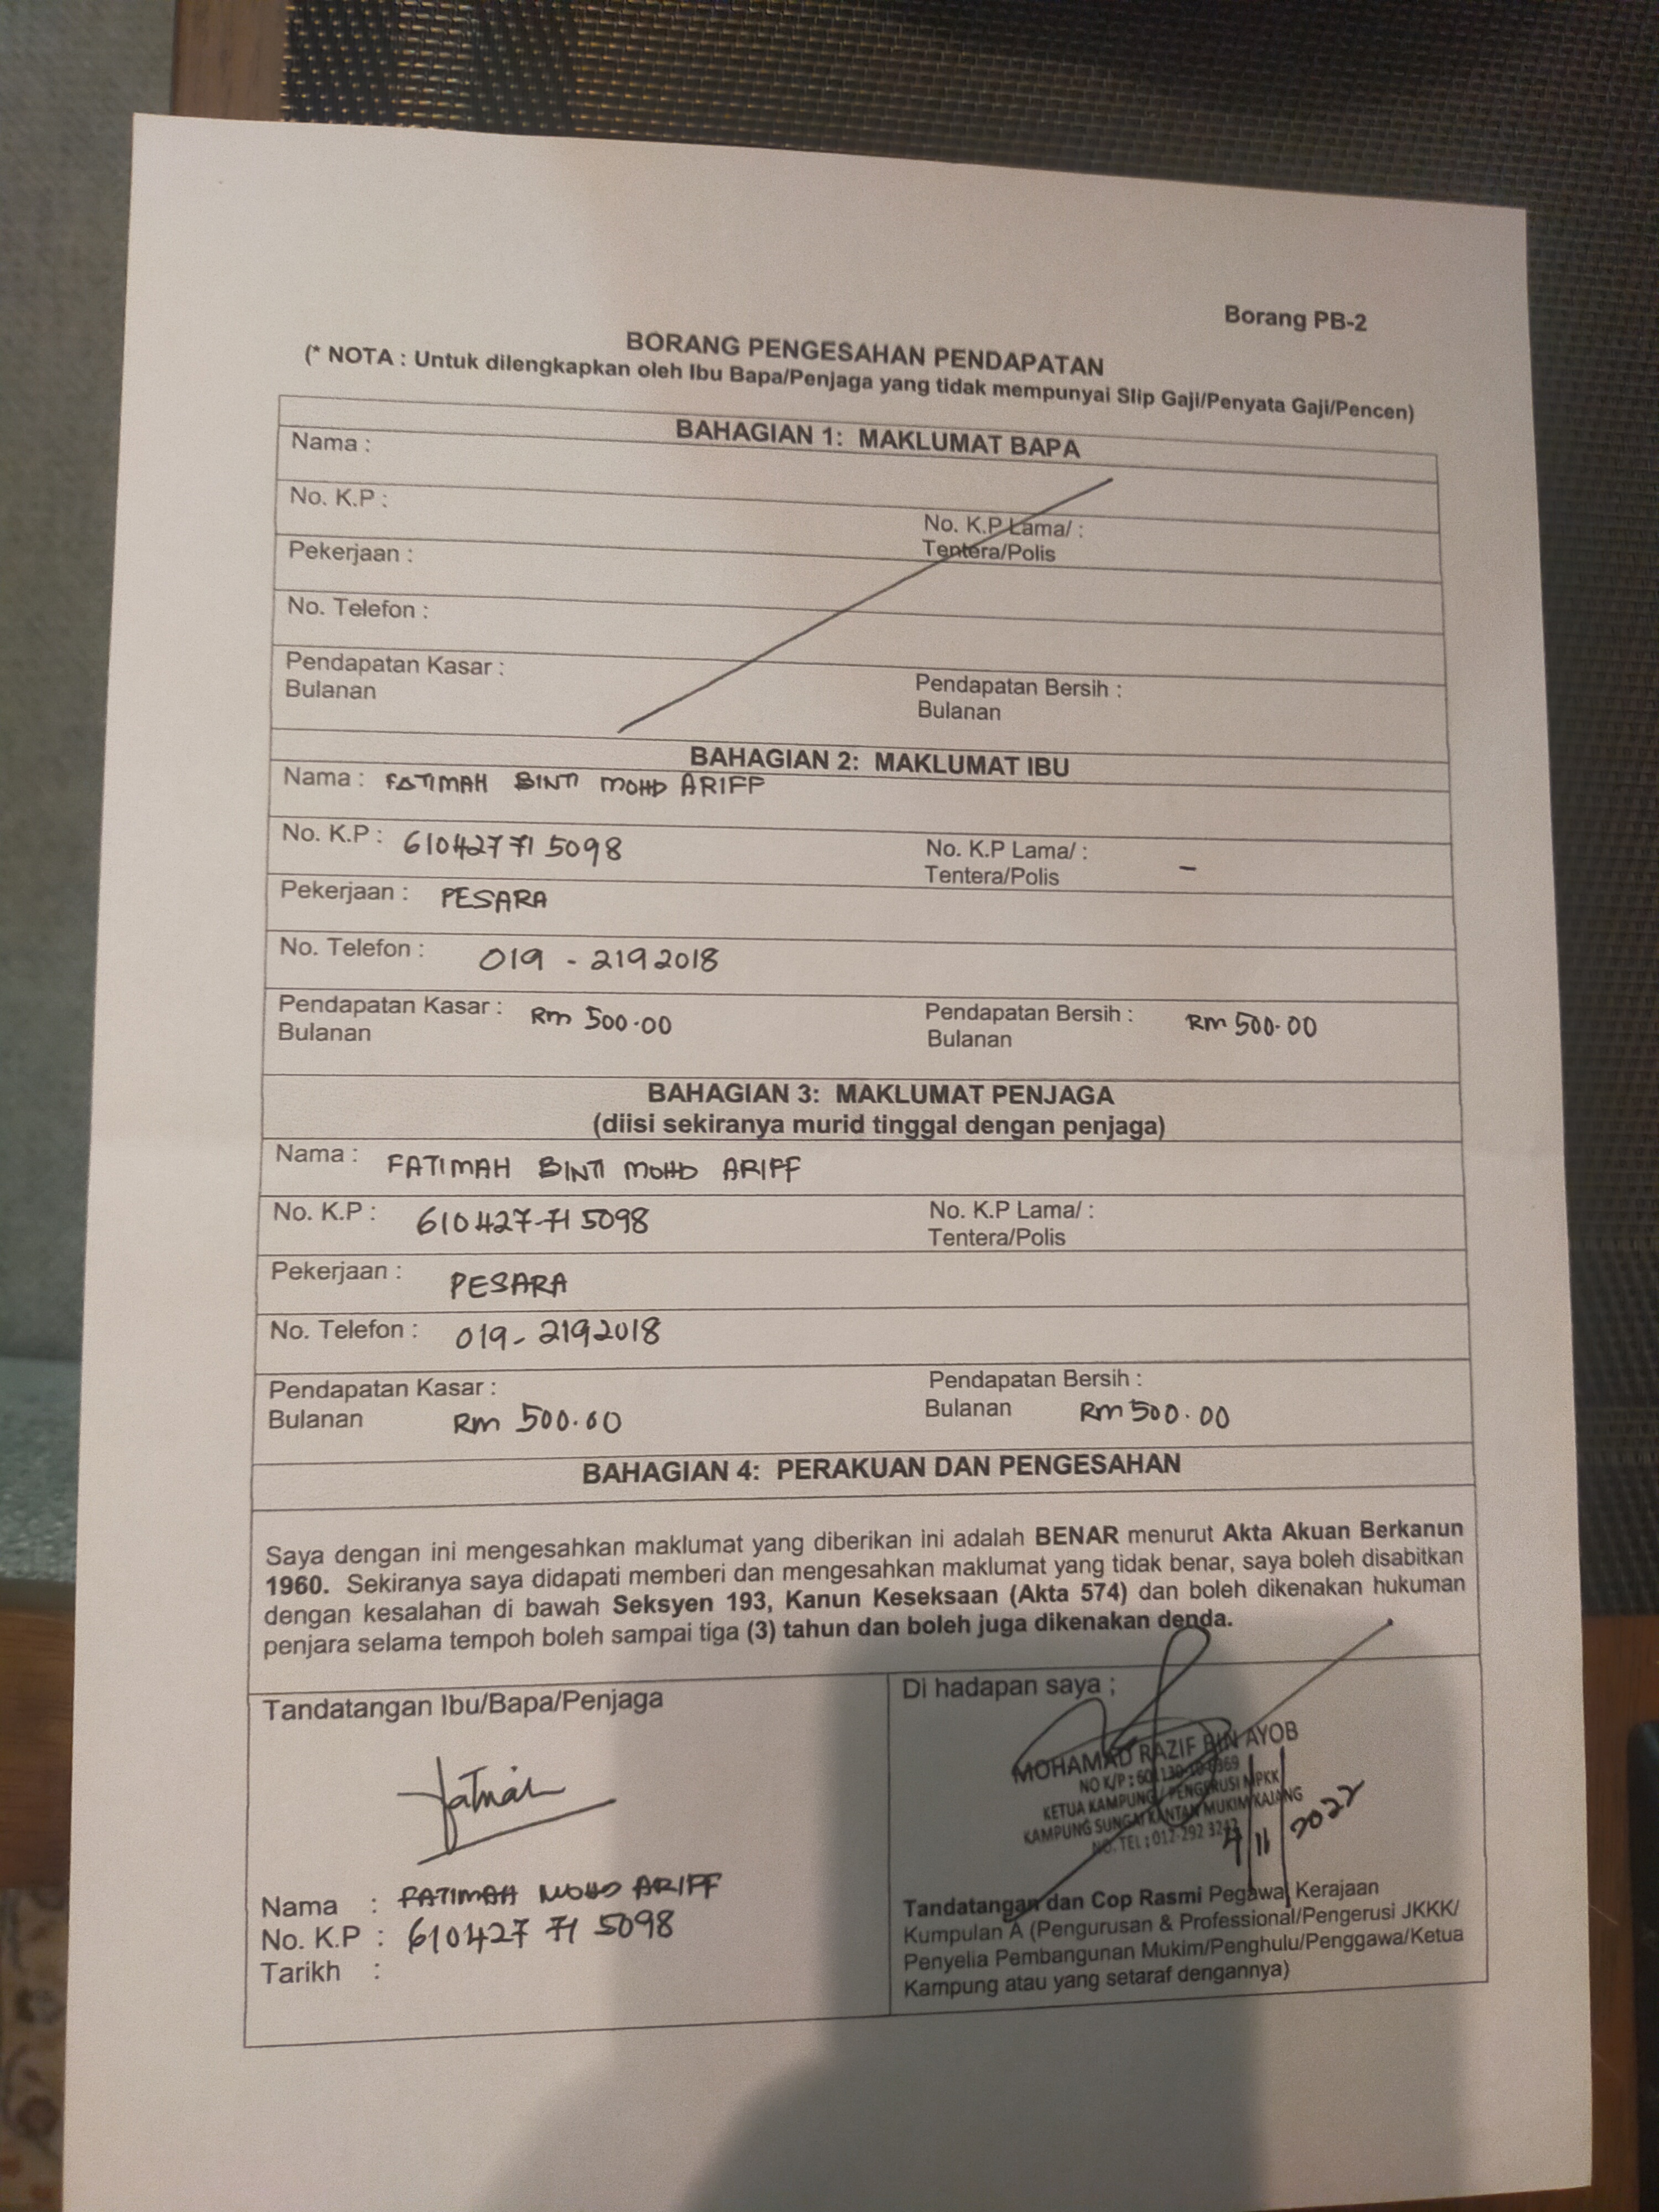 Borang PB-2
BORANG PENGESAHAN PENDAPATAN
(* NOTA : Untuk dilengkapkan oleh Ibu Bapa/Penjaga yang tidak mempunyai Slip Gaji/Penyata Gaji/Pencen)
BAHAGIAN 1: MAKLUMAT BAPA
Nama :
No. K.P :
No. K.P Lama/ :
Tentera/Polis
Pekerjaan :
No. Telefon :
Pendapatan Kasar :
Bulanan
Pendapatan Bersih :
Bulanan
BAHAGIAN 2: MAKLUMAT IBU
Nama : FATIMAH BINTI MOHD ARIFF
No. K.P : 610427 71 5098
No. K.P Lama/ : -
Tentera/Polis
Pekerjaan : PESARA
No. Telefon : 019 - 2192018
Pendapatan Kasar : Rm 500.00
Bulanan
Pendapatan Bersih : Rm 500.00
Bulanan
BAHAGIAN 3: MAKLUMAT PENJAGA
(diisi sekiranya murid tinggal dengan penjaga)
Nama : FATIMAH BINTI MOHD ARIFF
No. K.P : 610427-71 5098
No. K.P Lama/ :
Tentera/Polis
Pekerjaan : PESARA
No. Telefon : 019- 2192018
Pendapatan Kasar :
Bulanan Rm 500.00
Pendapatan Bersih :
Bulanan Rm 500.00
BAHAGIAN 4: PERAKUAN DAN PENGESAHAN
Saya dengan ini mengesahkan maklumat yang diberikan ini adalah BENAR menurut Akta Akuan Berkanun
1960. Sekiranya saya didapati memberi dan mengesahkan maklumat yang tidak benar, saya boleh disabitkan
dengan kesalahan di bawah Seksyen 193, Kanun Keseksaan (Akta 574) dan boleh dikenakan hukuman
penjara selama tempoh boleh sampai tiga (3) tahun dan boleh juga dikenakan denda.
Tandatangan Ibu/Bapa/Penjaga
Nama : FATIMAH MOHD ARIFF
No. K.P : 610427 71 5098
Tarikh :
Di hadapan saya ;
MOHAMAD RAZIF BIN AYOB
NO K/P :
KETUA KAMPUNG / PENGERUSI MPKK
KAMPUNG SUNGAI KANTAN MUKIM KAJANG
NO. TEL : 012-292
4/11/2022
Tandatangan dan Cop Rasmi Pegawai Kerajaan
Kumpulan A (Pengurusan & Professional/Pengerusi JKKK/
Penyelia Pembangunan Mukim/Penghulu/Penggawa/Ketua
Kampung atau yang setaraf dengannya)